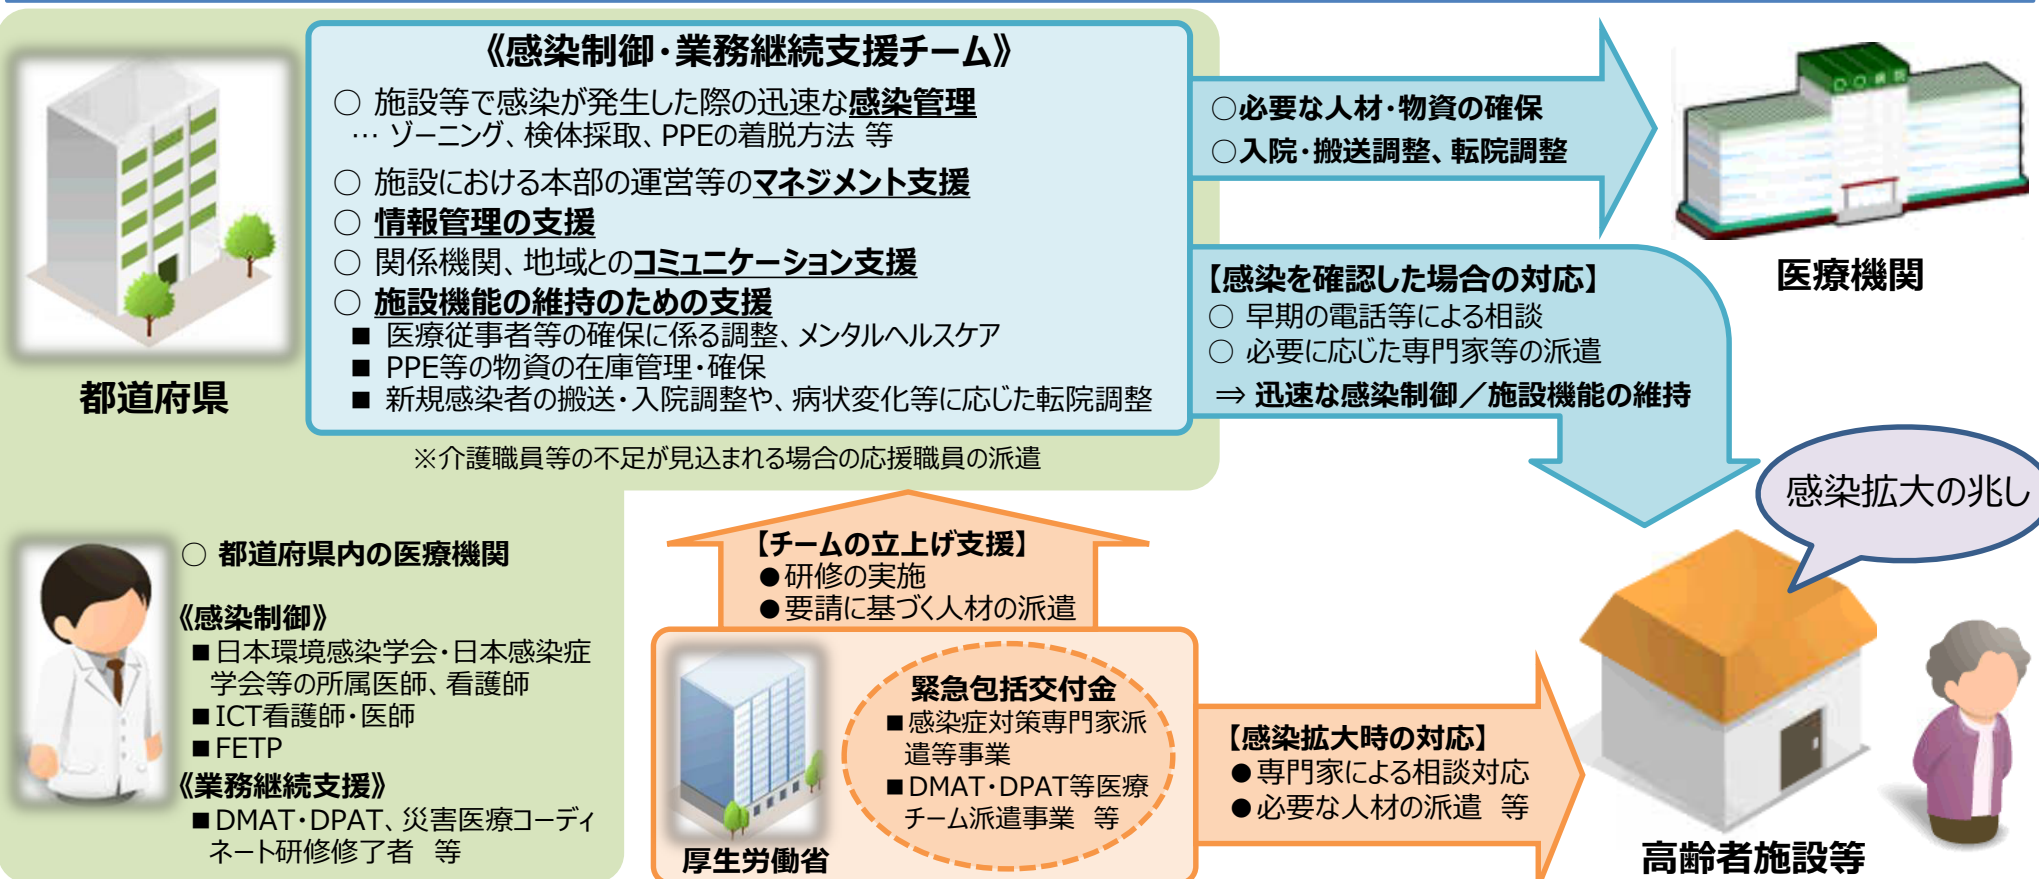 《感染制御・業務継続支援チーム》
○ 施設等で感染が発生した際の迅速な感染管理
… ゾーニング、検体採取、PPEの着脱方法 等
○ 施設における本部の運営等のマネジメント支援
○ 情報管理の支援
○ 関係機関、地域とのコミュニケーション支援
○ 施設機能の維持のための支援
■ 医療従事者等の確保に係る調整、メンタルヘルスケア
■ PPE等の物資の在庫管理・確保
■ 新規感染者の搬送・入院調整や、病状変化等に応じた転院調整
都道府県
※介護職員等の不足が見込まれる場合の応援職員の派遣
○必要な人材・物資の確保
○入院・搬送調整、転院調整
○○病院
医療機関
【感染を確認した場合の対応】
○ 早期の電話等による相談
○ 必要に応じた専門家等の派遣
⇒ 迅速な感染制御／施設機能の維持
感染拡大の兆し
○ 都道府県内の医療機関
《感染制御》
■日本環境感染学会・日本感染症
学会等の所属医師、看護師
■ICT看護師・医師
■FETP
《業務継続支援》
■DMAT・DPAT、災害医療コーディ
ネート研修修了者 等
【チームの立上げ支援】
●研修の実施
●要請に基づく人材の派遣
緊急包括交付金
■感染症対策専門家派
遣等事業
■DMAT・DPAT等医療
チーム派遣事業 等
厚生労働省
【感染拡大時の対応】
●専門家による相談対応
●必要な人材の派遣 等
高齢者施設等